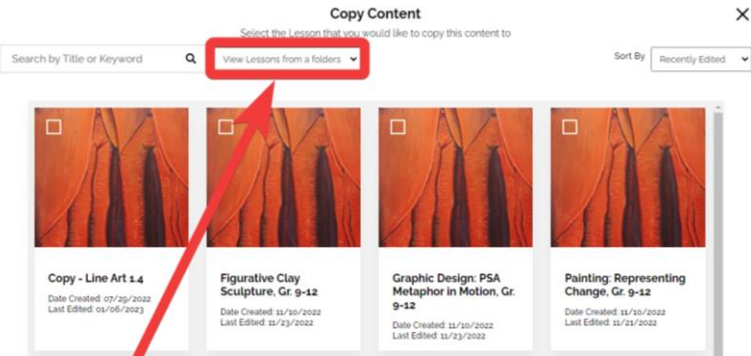 Copy Content
Select the Lesson that you would like to copy this content to
Search by Title or Keyword
View Lessons from a folders
Sort By
Recently Edited
Copy - Line Art 1.4
Date Created: 07/29/2022
Last Edited: 01/06/2023
Figurative Clay
Sculpture, Gr. 9-12
Date Created: 11/10/2022
Last Edited: 11/23/2022
Graphic Design: PSA
Metaphor in Motion, Gr.
9-12
Date Created: 11/10/2022
Last Edited: 11/23/2022
Painting: Representing
Change, Gr. 9-12
Date Created: 11/10/2022
Last Edited: 11/21/2022